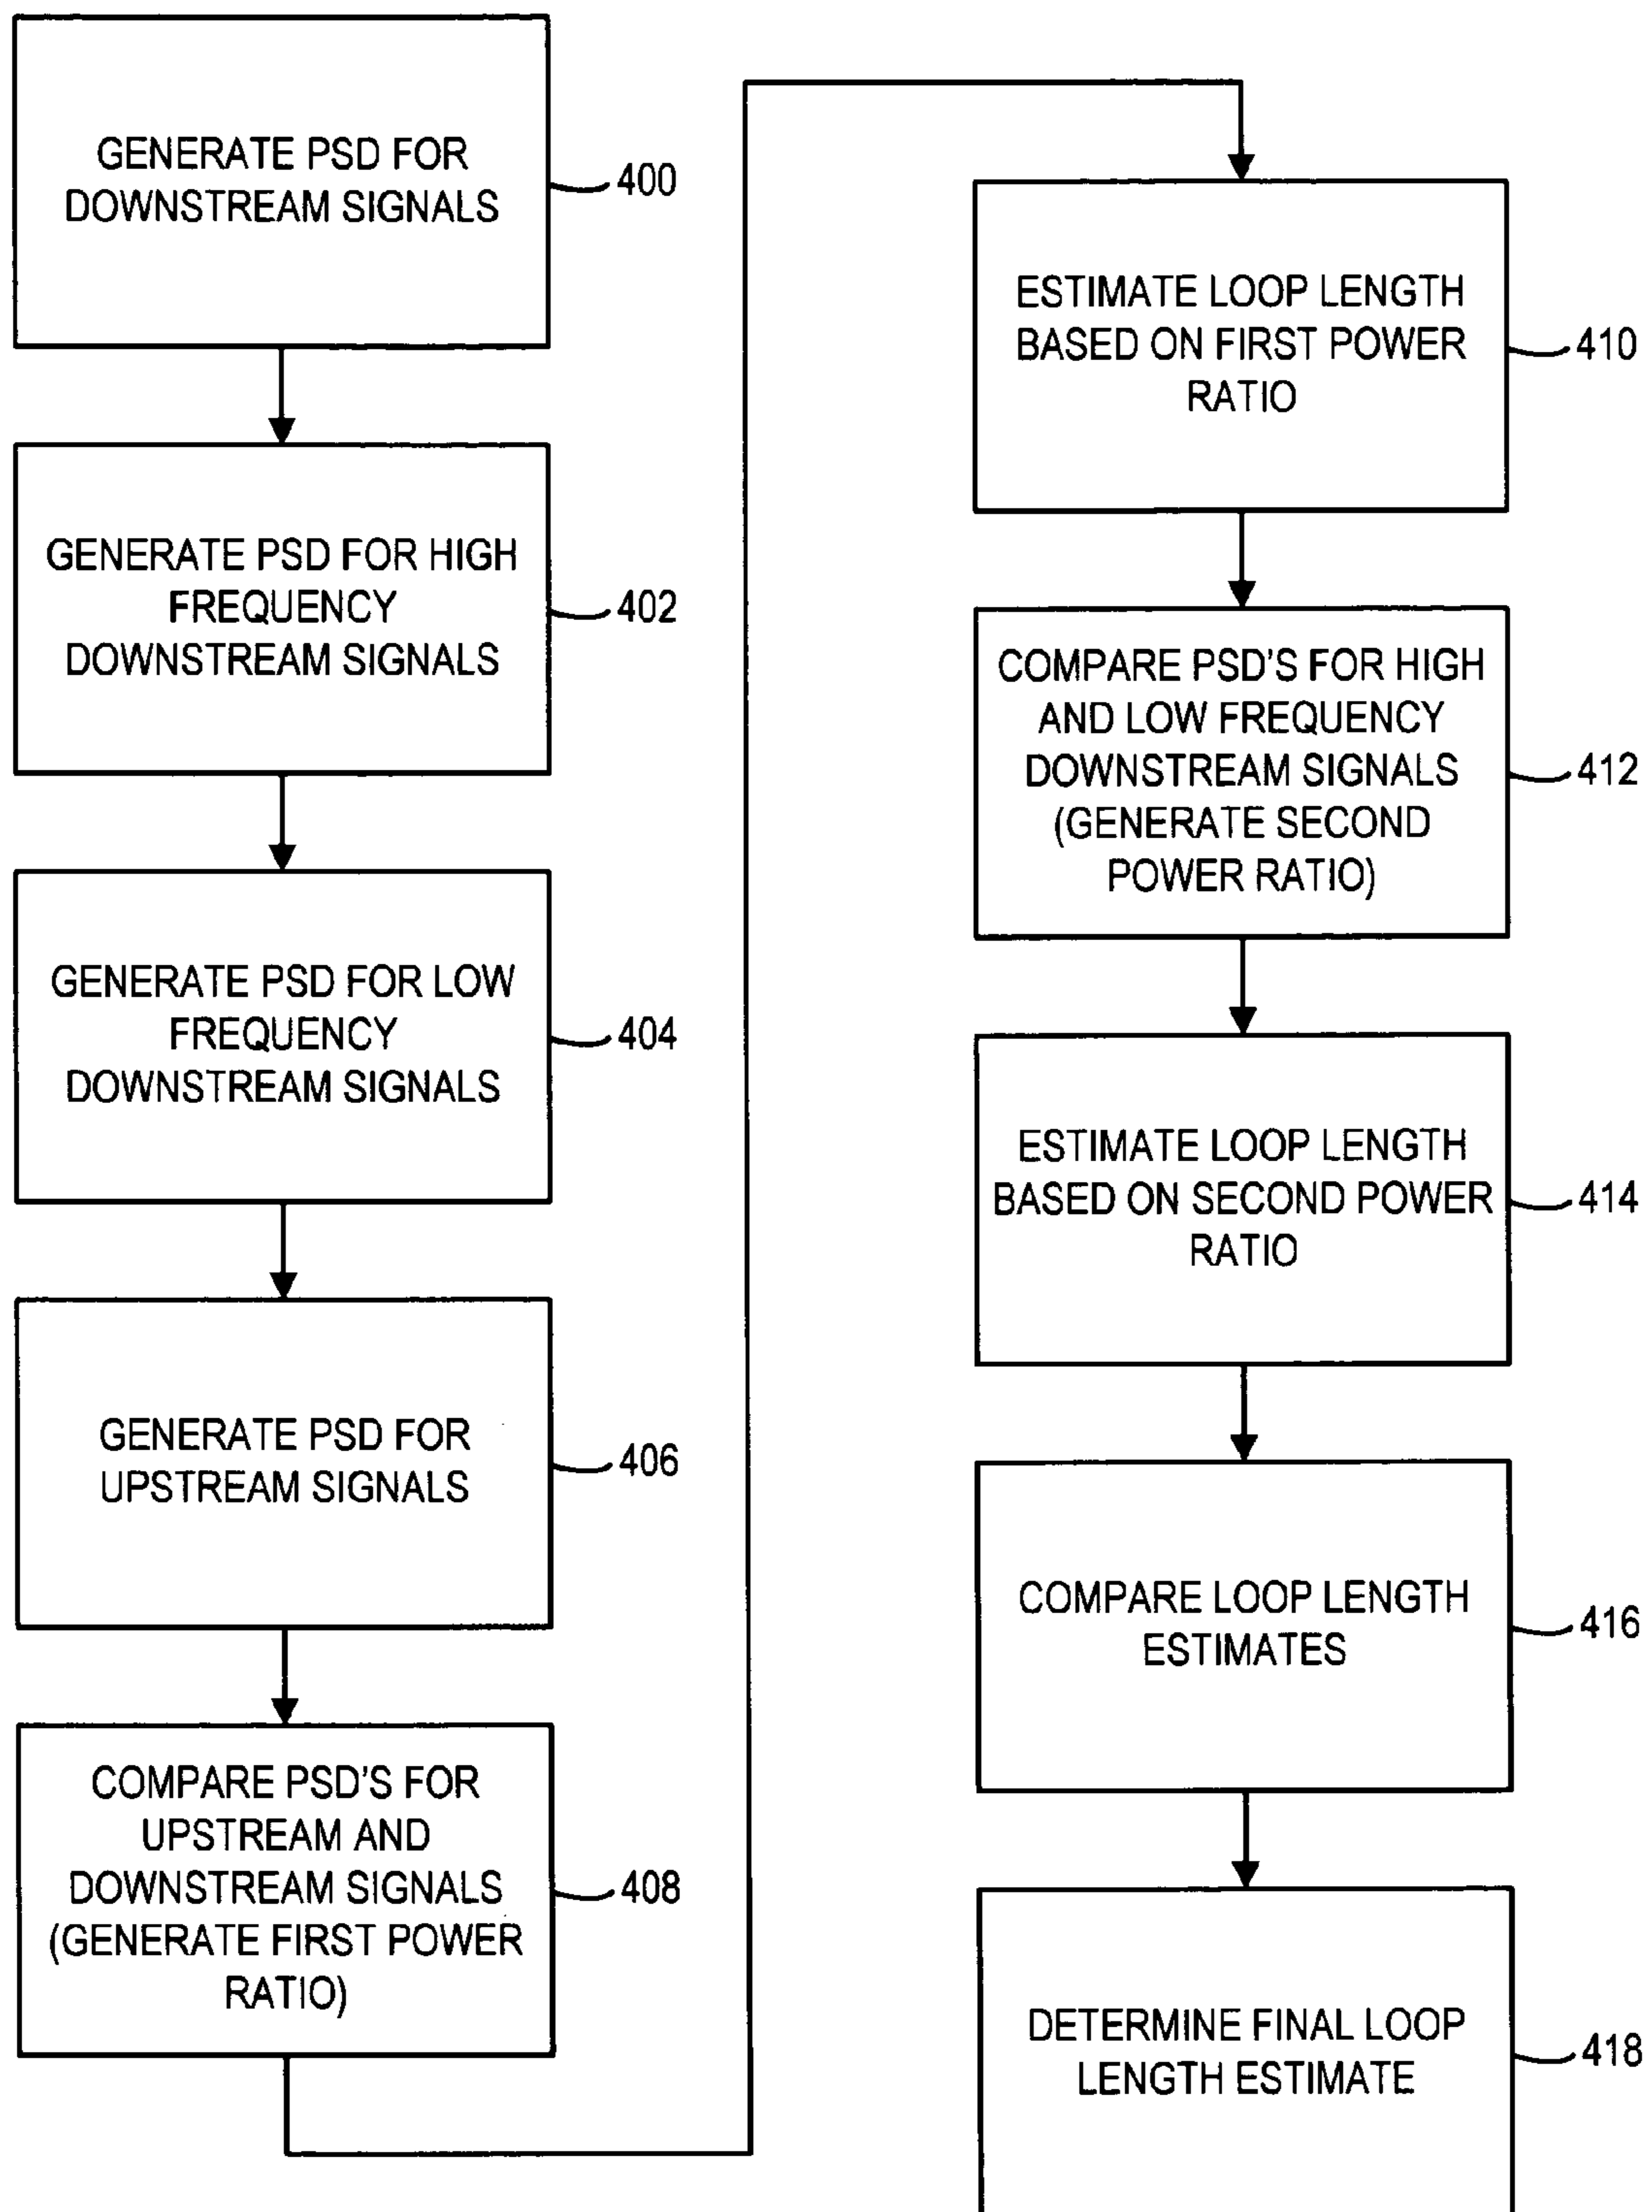 GENERATE PSD FOR
DOWNSTREAM SIGNALS
400
GENERATE PSD FOR HIGH
FREQUENCY
DOWNSTREAM SIGNALS
402
GENERATE PSD FOR LOW
FREQUENCY
DOWNSTREAM SIGNALS
404
GENERATE PSD FOR
UPSTREAM SIGNALS
406
COMPARE PSD'S FOR
UPSTREAM AND
DOWNSTREAM SIGNALS
(GENERATE FIRST POWER
RATIO)
408
ESTIMATE LOOP LENGTH
BASED ON FIRST POWER
RATIO
410
COMPARE PSD'S FOR HIGH
AND LOW FREQUENCY
DOWNSTREAM SIGNALS
(GENERATE SECOND
POWER RATIO)
412
ESTIMATE LOOP LENGTH
BASED ON SECOND POWER
RATIO
414
COMPARE LOOP LENGTH
ESTIMATES
416
DETERMINE FINAL LOOP
LENGTH ESTIMATE
418